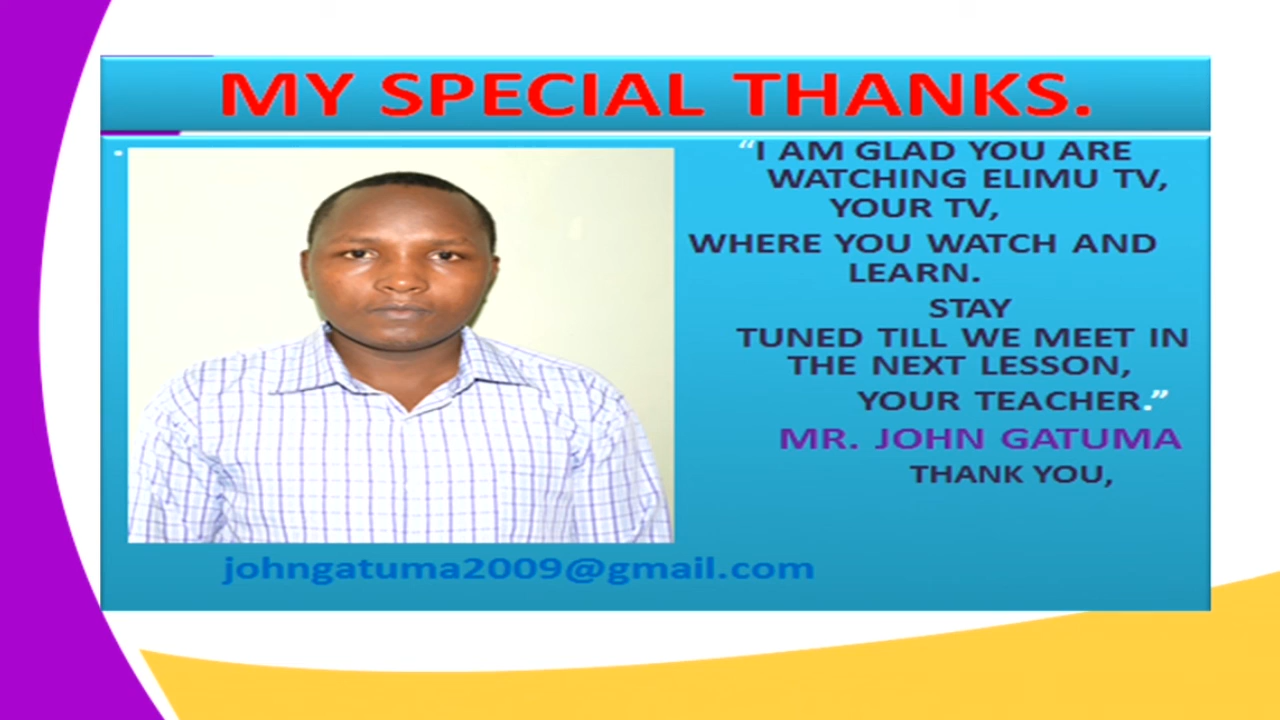 MY SPECIAL THANKS.
“I AM GLAD YOU ARE
WATCHING ELIMU TV,
YOUR TV,
WHERE YOU WATCH AND
LEARN.
STAY
TUNED TILL WE MEET IN
THE NEXT LESSON,
YOUR TEACHER.”
MR. JOHN GATUMA
THANK YOU,
johngatuma2009@gmail.com